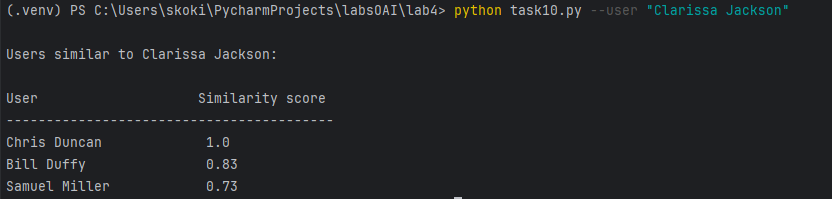 (.venv) PS C:\Users\skoki\PycharmProjects\labsOAI\lab4> python task10.py --user "Clarissa Jackson"
Users similar to Clarissa Jackson:
User                    Similarity score
-----------------------------------------
Chris Duncan             1.0
Bill Duffy               0.83
Samuel Miller            0.73